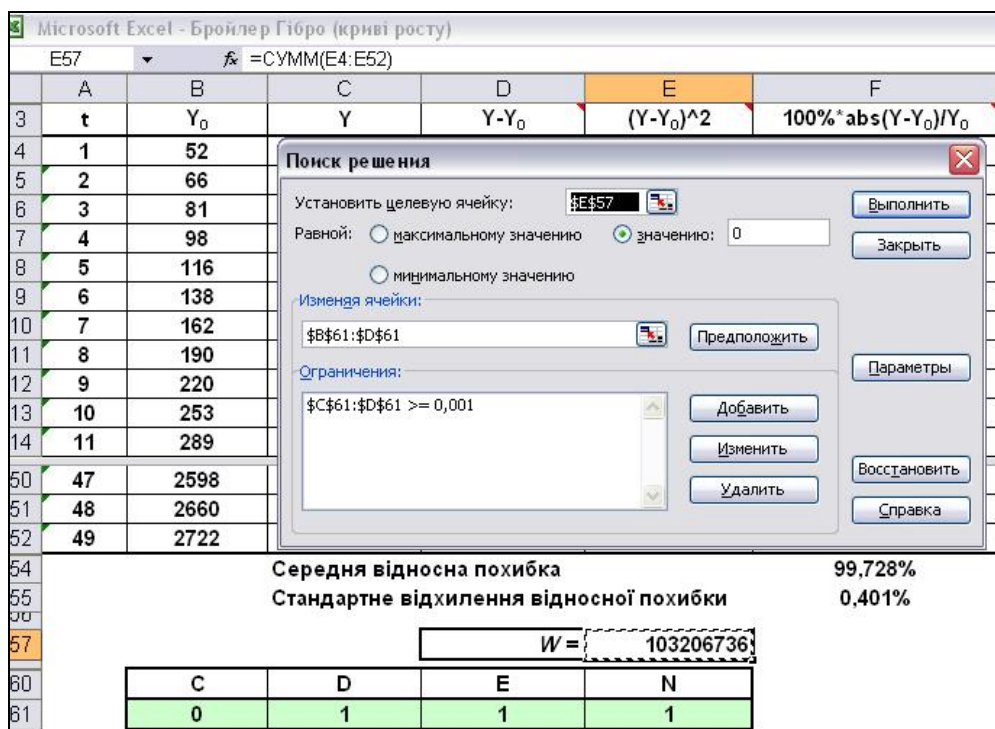 Microsoft Excel - Бройлер Гібро (криві росту)
E57 fx =СУММ(E4:E52)
A B C D E F
3 t Y₀ Y Y-Y₀ (Y-Y₀)^2 100%*abs(Y-Y₀)/Y₀
4 1 52
5 2 66
6 3 81
7 4 98
8 5 116
9 6 138
10 7 162
11 8 190
12 9 220
13 10 253
14 11 289
50 47 2598
51 48 2660
52 49 2722
Поиск решения
Установить целевую ячейку: $E$57
Выполнить
Равной: максимальному значению значению: 0
Закрыть
минимальному значению
Изменяя ячейки:
$B$61:$D$61
Предположить
Параметры
Ограничения:
$C$61:$D$61 >= 0,001
Добавить
Изменить
Удалить
Восстановить
Справка
54 Середня відносна похибка 99,728%
55 Стандартне відхилення відносної похибки 0,401%
57 W = 103206736
60 C D E N
61 0 1 1 1